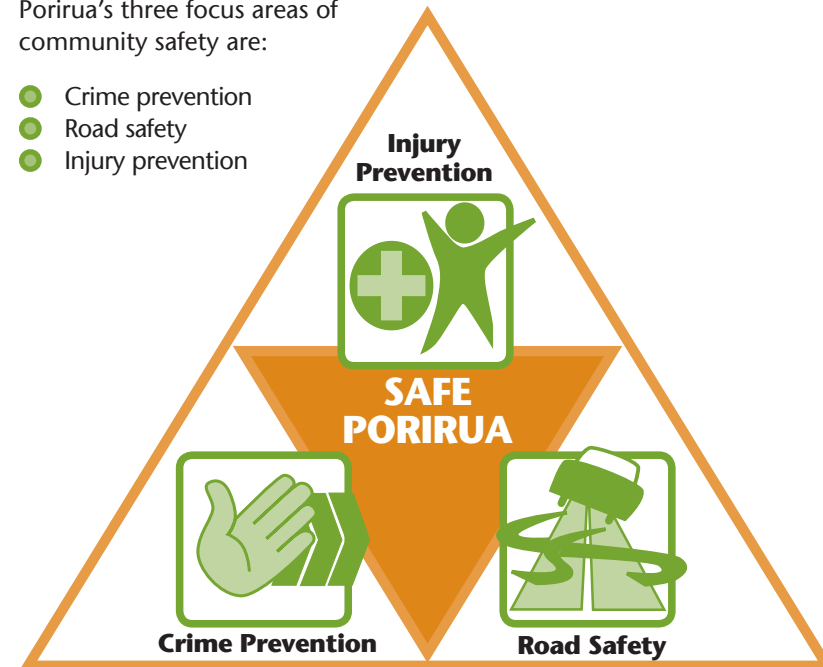 Porirua's three focus areas of
community safety are:
Crime prevention
Road safety
Injury prevention
Injury
Prevention
SAFE
PORIRUA
Crime Prevention
Road Safety